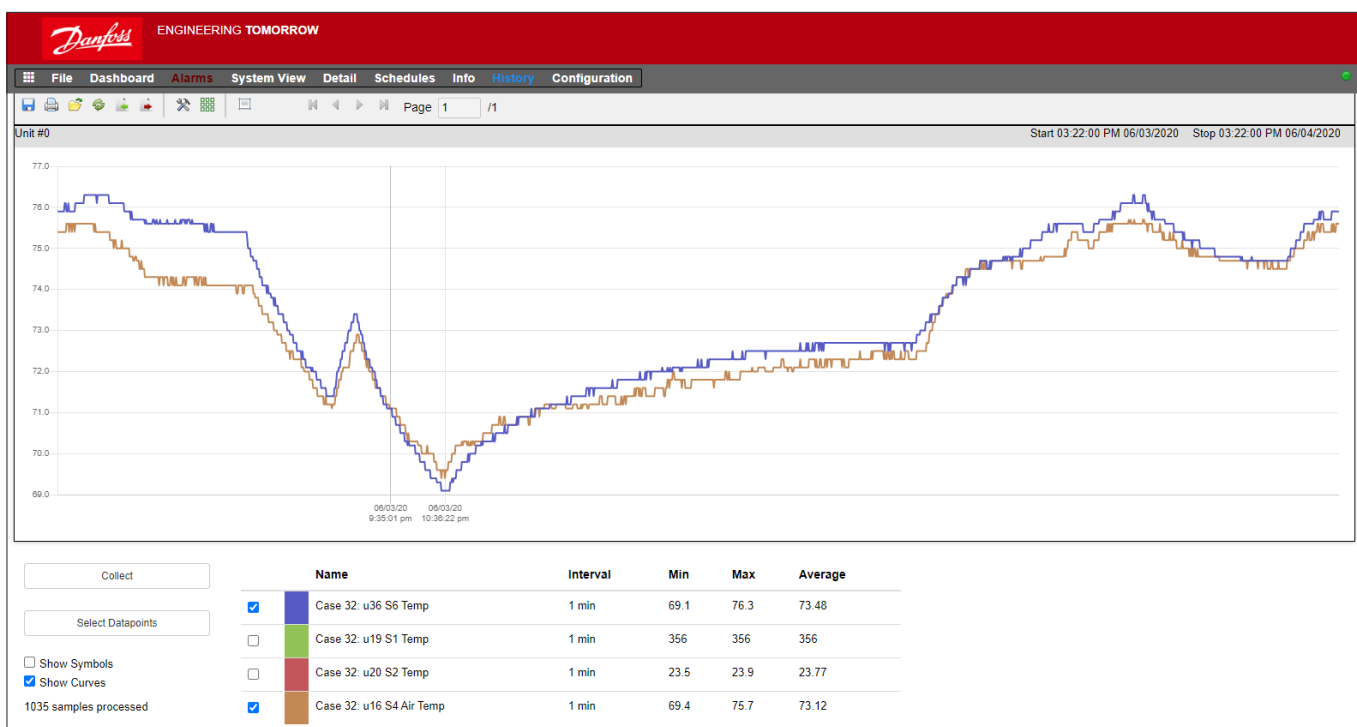 Danfoss
ENGINEERING TOMORROW
File Dashboard Alarms System View Detail Schedules Info History Configuration
Page 1 /1
Unit #0 Start 03:22:00 PM 06/03/2020 Stop 03:22:00 PM 06/04/2020
77.0
76.0
75.0
74.0
73.0
72.0
71.0
70.0
69.0
06/03/20 06/03/20
9:35:01 pm 10:36:22 pm
Collect
Select Datapoints
Show Symbols
Show Curves
1035 samples processed
Name Interval Min Max Average
Case 32: u36 S6 Temp 1 min 69.1 76.3 73.48
Case 32: u19 S1 Temp 1 min 356 356 356
Case 32: u20 S2 Temp 1 min 23.5 23.9 23.77
Case 32: u16 S4 Air Temp 1 min 69.4 75.7 73.12